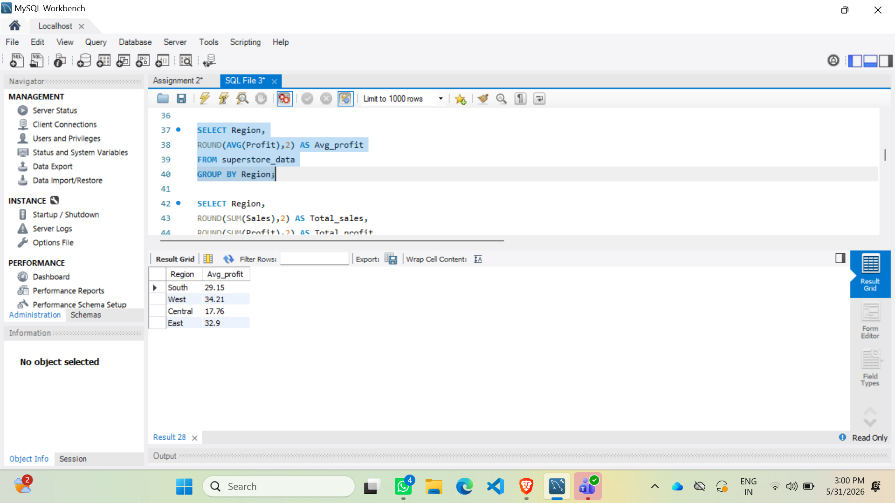 MySQL Workbench
Localhost
File Edit View Query Database Server Tools Scripting Help
Navigator
MANAGEMENT
Server Status
Client Connections
Users and Privileges
Status and System Variables
Data Export
Data Import/Restore
INSTANCE
Startup / Shutdown
Server Logs
Options File
PERFORMANCE
Dashboard
Performance Reports
Performance Schema Setup
Administration Schemas
Information
No object selected
Object Info Session
Assignment 2* SQL File 3*
Limit to 1000 rows
36
37 SELECT Region,
38 ROUND(AVG(Profit),2) AS Avg_profit
39 FROM superstore_data
40 GROUP BY Region;
41
42 SELECT Region,
43 ROUND(SUM(Sales),2) AS Total_sales,
44 ROUND(SUM(Profit),2) AS Total_profit
Result Grid Filter Rows: Export: Wrap Cell Content: IA
Region Avg_profit
South 29.15
West 34.21
Central 17.76
East 32.9
Result Grid
Form Editor
Field Types
Result 28
Read Only
Output
2
Search
4
ENG
IN
3:00 PM
5/31/2026